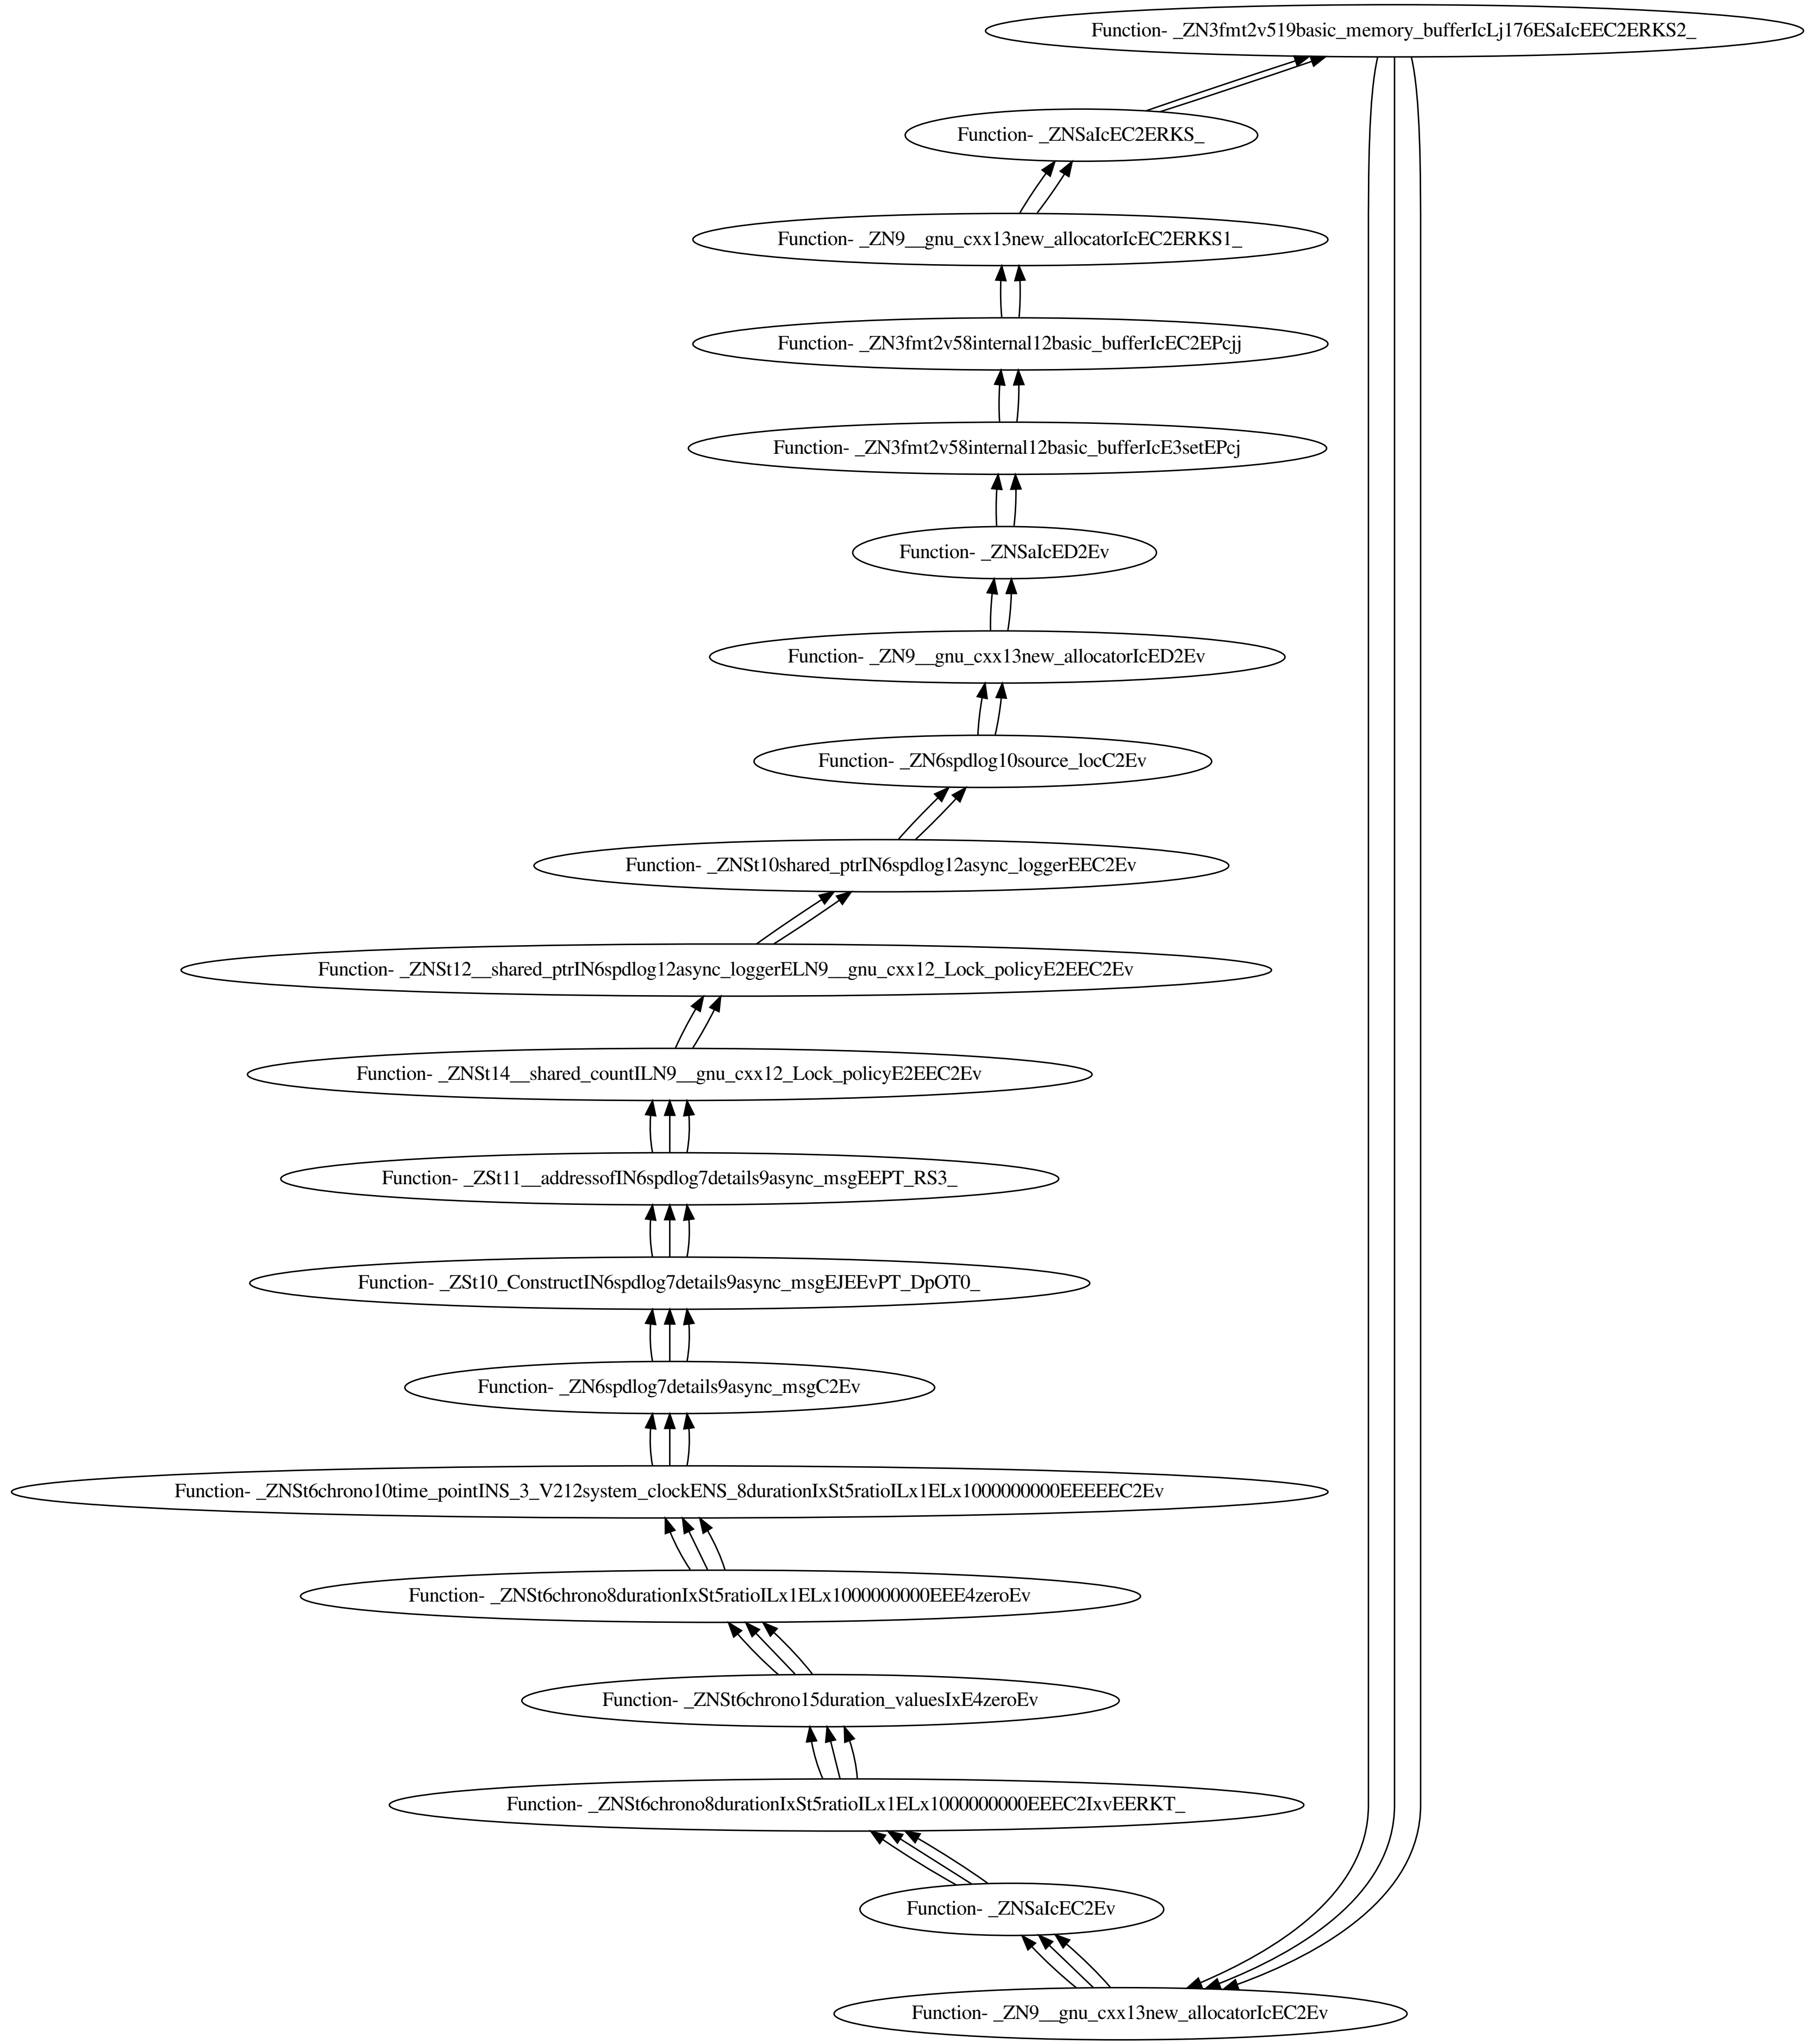 Function- _ZN3fmt2v519basic_memory_bufferIcLj176ESaIcEEC2ERKS2_
Function- _ZNSaIcEC2ERKS_
Function- _ZN9__gnu_cxx13new_allocatorIcEC2ERKS1_
Function- _ZN3fmt2v58internal12basic_bufferIcEC2EPcjj
Function- _ZN3fmt2v58internal12basic_bufferIcE3setEPcj
Function- _ZNSaIcED2Ev
Function- _ZN9__gnu_cxx13new_allocatorIcED2Ev
Function- _ZN6spdlog10source_locC2Ev
Function- _ZNSt10shared_ptrIN6spdlog12async_loggerEEC2Ev
Function- _ZNSt12__shared_ptrIN6spdlog12async_loggerELN9__gnu_cxx12_Lock_policyE2EEC2Ev
Function- _ZNSt14__shared_countILN9__gnu_cxx12_Lock_policyE2EEC2Ev
Function- _ZSt11__addressofIN6spdlog7details9async_msgEEPT_RS3_
Function- _ZSt10_ConstructIN6spdlog7details9async_msgEJEEvPT_DpOT0_
Function- _ZN6spdlog7details9async_msgC2Ev
Function- _ZNSt6chrono10time_pointINS_3_V212system_clockENS_8durationIxSt5ratioILx1ELx1000000000EEEEEC2Ev
Function- _ZNSt6chrono8durationIxSt5ratioILx1ELx1000000000EEE4zeroEv
Function- _ZNSt6chrono15duration_valuesIxE4zeroEv
Function- _ZNSt6chrono8durationIxSt5ratioILx1ELx1000000000EEEC2IxvEERKT_
Function- _ZNSaIcEC2Ev
Function- _ZN9__gnu_cxx13new_allocatorIcEC2Ev